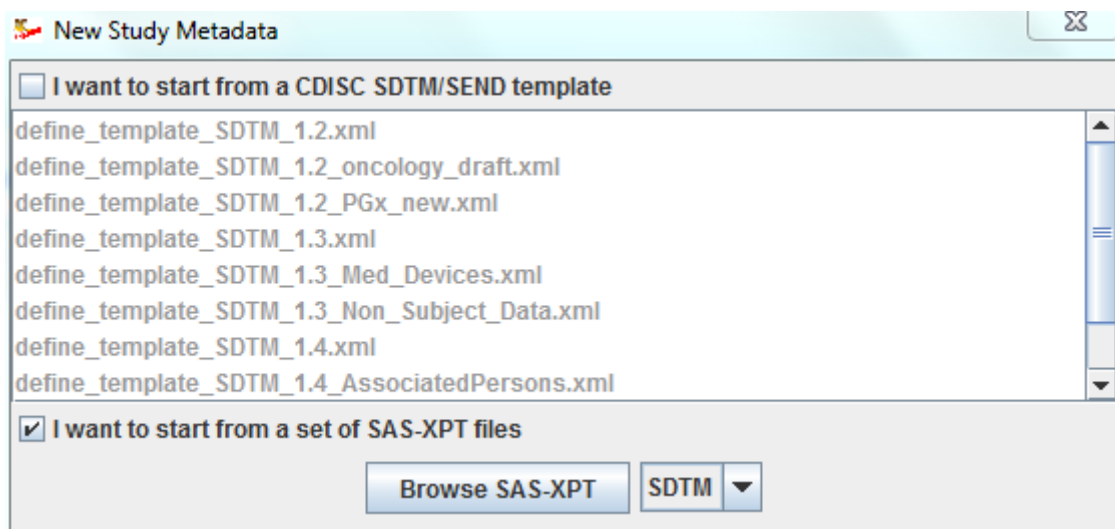 New Study Metadata
I want to start from a CDISC SDTM/SEND template
define_template_SDTM_1.2.xml
define_template_SDTM_1.2_oncology_draft.xml
define_template_SDTM_1.2_PGx_new.xml
define_template_SDTM_1.3.xml
define_template_SDTM_1.3_Med_Devices.xml
define_template_SDTM_1.3_Non_Subject_Data.xml
define_template_SDTM_1.4.xml
define_template_SDTM_1.4_AssociatedPersons.xml
I want to start from a set of SAS-XPT files
Browse SAS-XPT SDTM